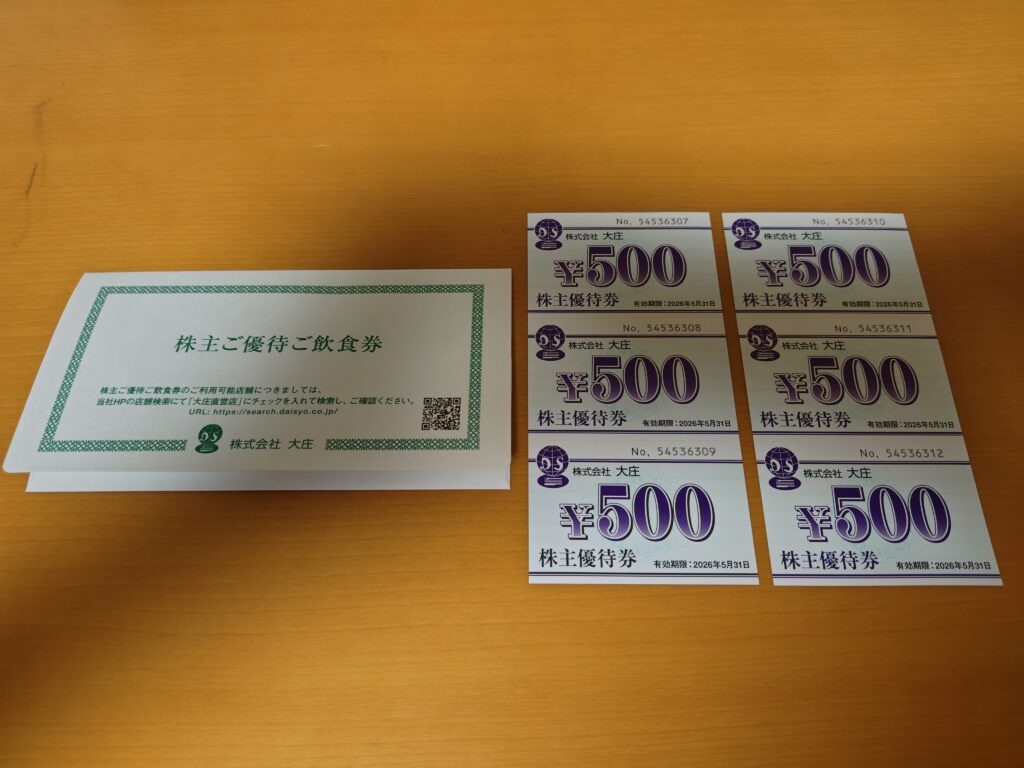 株主ご優待ご飲食券
株主ご優待ご飲食券のご利用可能店舗につきましては、
当社HPの店舗検索にて「大庄直営店」にチェックを入れて検索し、ご確認ください。
URL: https://search.daisyo.co.jp/
株式会社 大庄
No. 54536307
株式会社 大庄
¥500
株主優待券 有効期限:2026年5月31日
No. 54536308
株式会社 大庄
¥500
株主優待券 有効期限:2026年5月31日
No. 54536309
株式会社 大庄
¥500
株主優待券 有効期限:2026年5月31日
No. 54536310
株式会社 大庄
¥500
株主優待券 有効期限:2026年5月31日
No. 54536311
株式会社 大庄
¥500
株主優待券 有効期限:2026年5月31日
No. 54536312
株式会社 大庄
¥500
株主優待券 有効期限:2026年5月31日